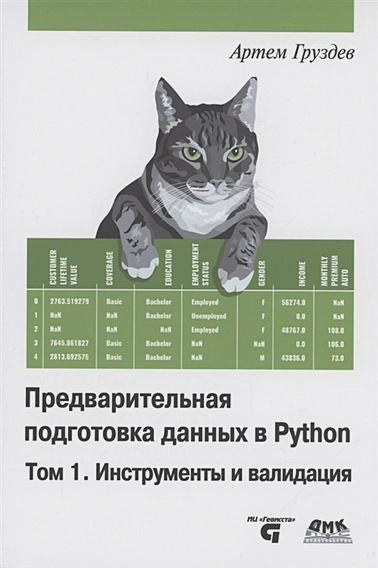 Артем Груздев
CUSTOMER LIFETIME VALUE COVERAGE EDUCATION EMPLOYMENT STATUS GENDER INCOME MONTHLY PREMIUM AUTO
0 2763.519279 Basic Bachelor Employed F 56274.0 NaN
1 NaN NaN Bachelor Unemployed F 0.0 NaN
2 NaN NaN NaN Employed F 48767.0 108.0
3 7645.861827 Basic Bachelor NaN NaN 0.0 106.0
4 2813.692575 Basic Bachelor NaN M 43836.0 73.0
Предварительная
подготовка данных в Python
Том 1. Инструменты и валидация
ИЦ «Гевисста»
ДМК
издательство